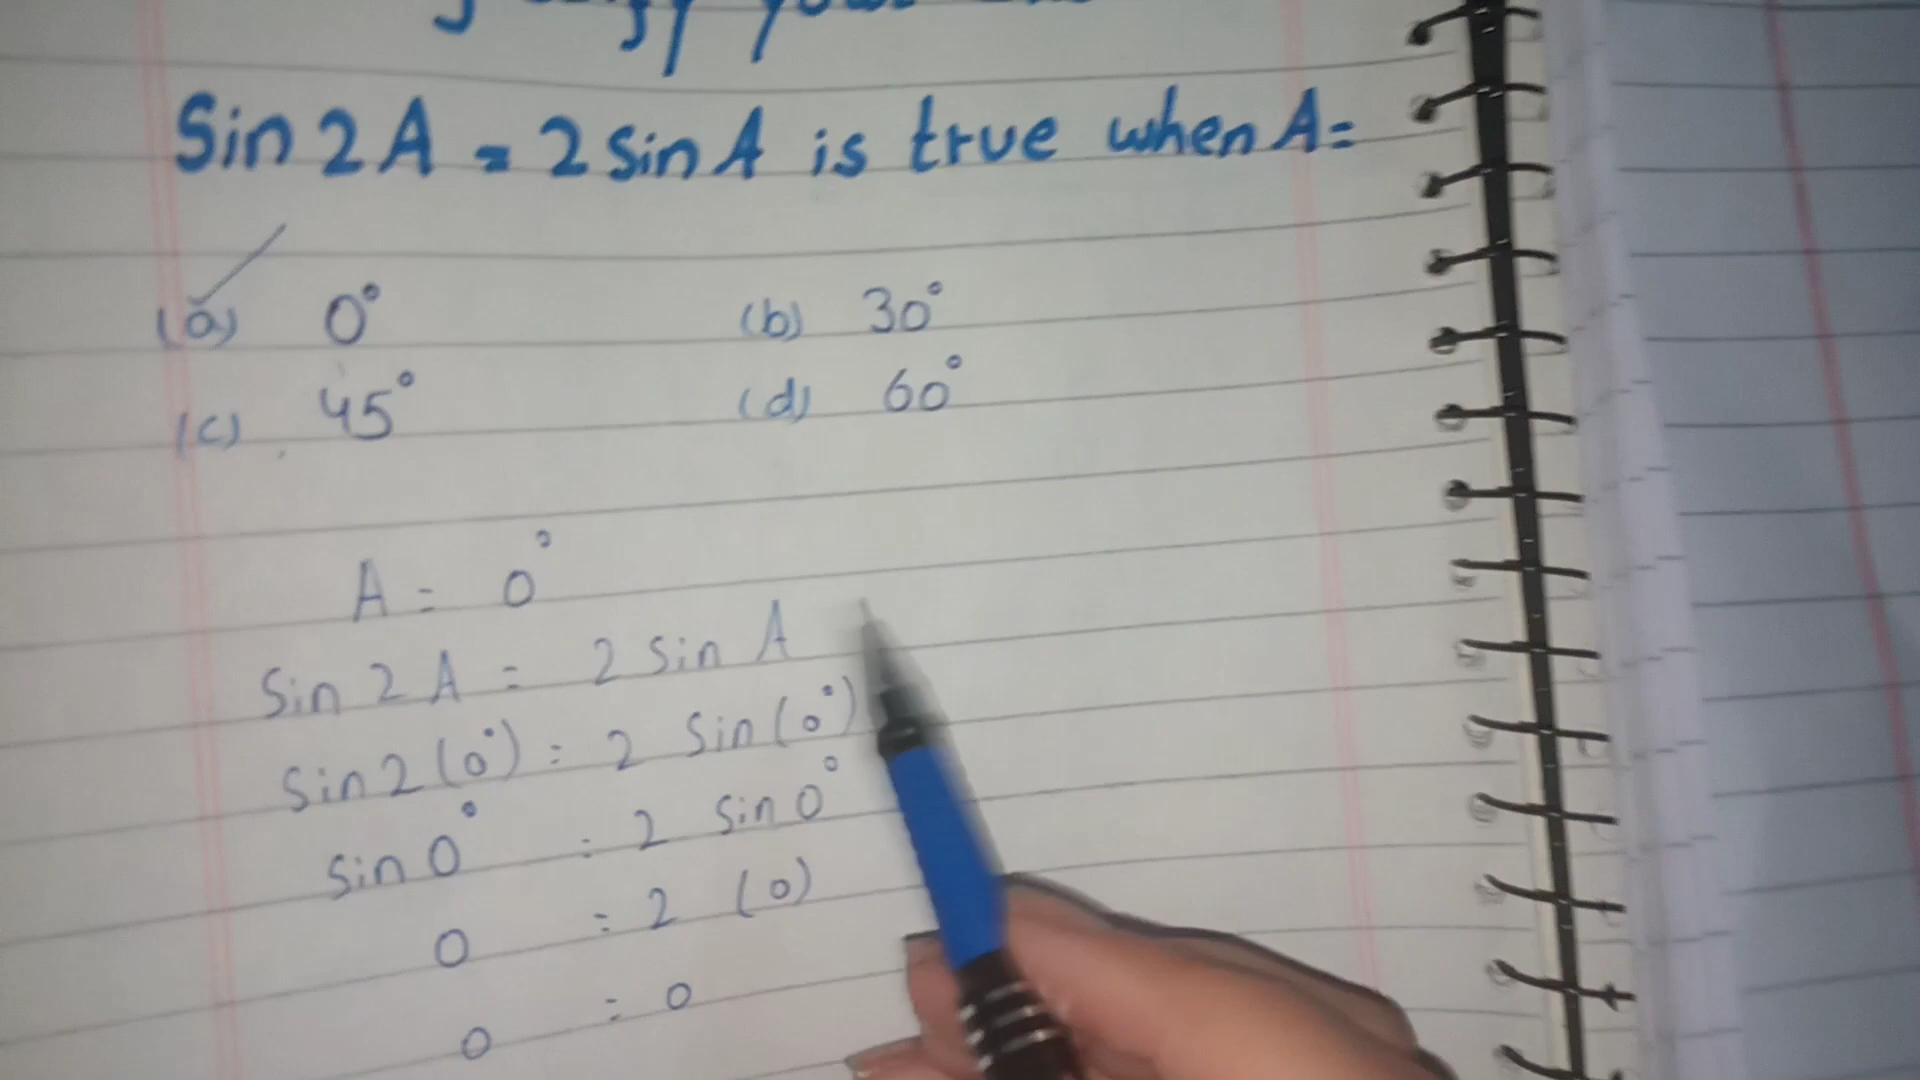 Sin 2A = 2 sin A is true when A =
(a) 0° (b) 30°
(c) 45° (d) 60°
A = 0°
Sin 2A = 2 Sin A
Sin 2(0°) = 2 Sin(0°)
Sin 0° = 2 Sin 0°
0 = 2 (0)
0 = 0